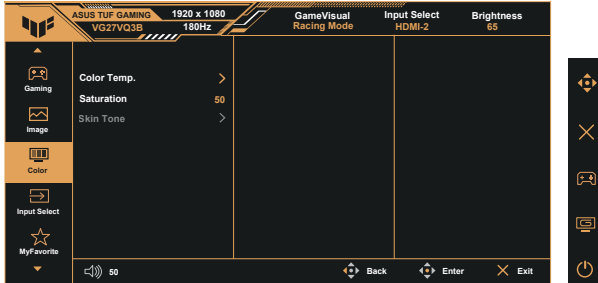 ASUS TUF GAMING 1920 x 1080 GameVisual Input Select Brightness
VG27VQ3B 180Hz Racing Mode HDMI-2 65
Gaming
Color Temp.
Saturation 50
Skin Tone
Image
Color
Input Select
MyFavorite
50 Back Enter Exit